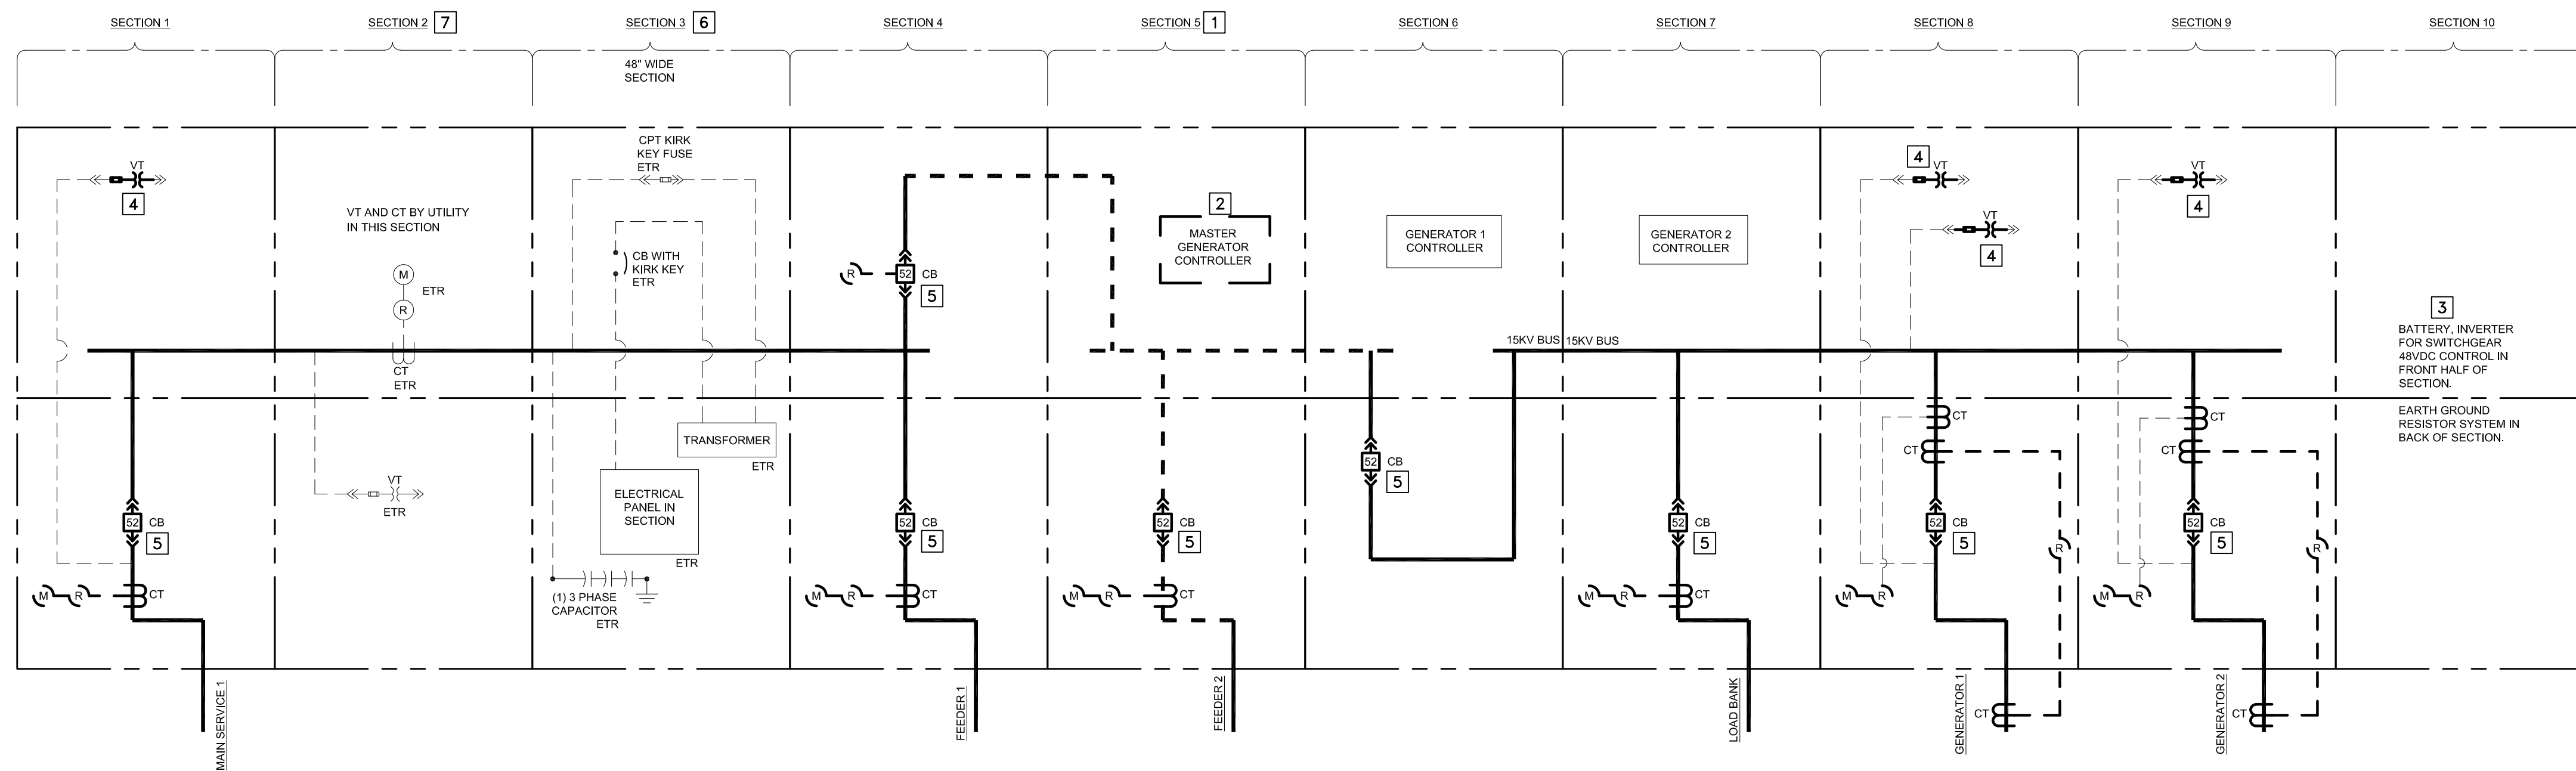 SECTION 1
SECTION 2 7
SECTION 3 6
SECTION 4
SECTION 5 1
SECTION 6
SECTION 7
SECTION 8
SECTION 9
SECTION 10
48" WIDE
SECTION
VT
4
VT AND CT BY UTILITY
IN THIS SECTION
M
ETR
R
CT
ETR
VT
ETR
52 CB
5
M R CT
MAIN SERVICE 1
CPT KIRK
KEY FUSE
ETR
CB WITH
KIRK KEY
ETR
TRANSFORMER
ETR
ELECTRICAL
PANEL IN
SECTION
ETR
(1) 3 PHASE
CAPACITOR
ETR
R 52 CB
5
52 CB
5
M R CT
FEEDER 1
2
MASTER
GENERATOR
CONTROLLER
52 CB
5
M R CT
FEEDER 2
GENERATOR 1
CONTROLLER
15KV BUS
52 CB
5
GENERATOR 2
CONTROLLER
15KV BUS
52 CB
5
M R CT
LOAD BANK
4
VT
VT
4
CT
CT
52 CB
5
R
M R
CT
GENERATOR 1
VT
4
CT
CT
52 CB
5
R
M R
CT
GENERATOR 2
3
BATTERY, INVERTER
FOR SWITCHGEAR
48VDC CONTROL IN
FRONT HALF OF
SECTION.
EARTH GROUND
RESISTOR SYSTEM IN
BACK OF SECTION.